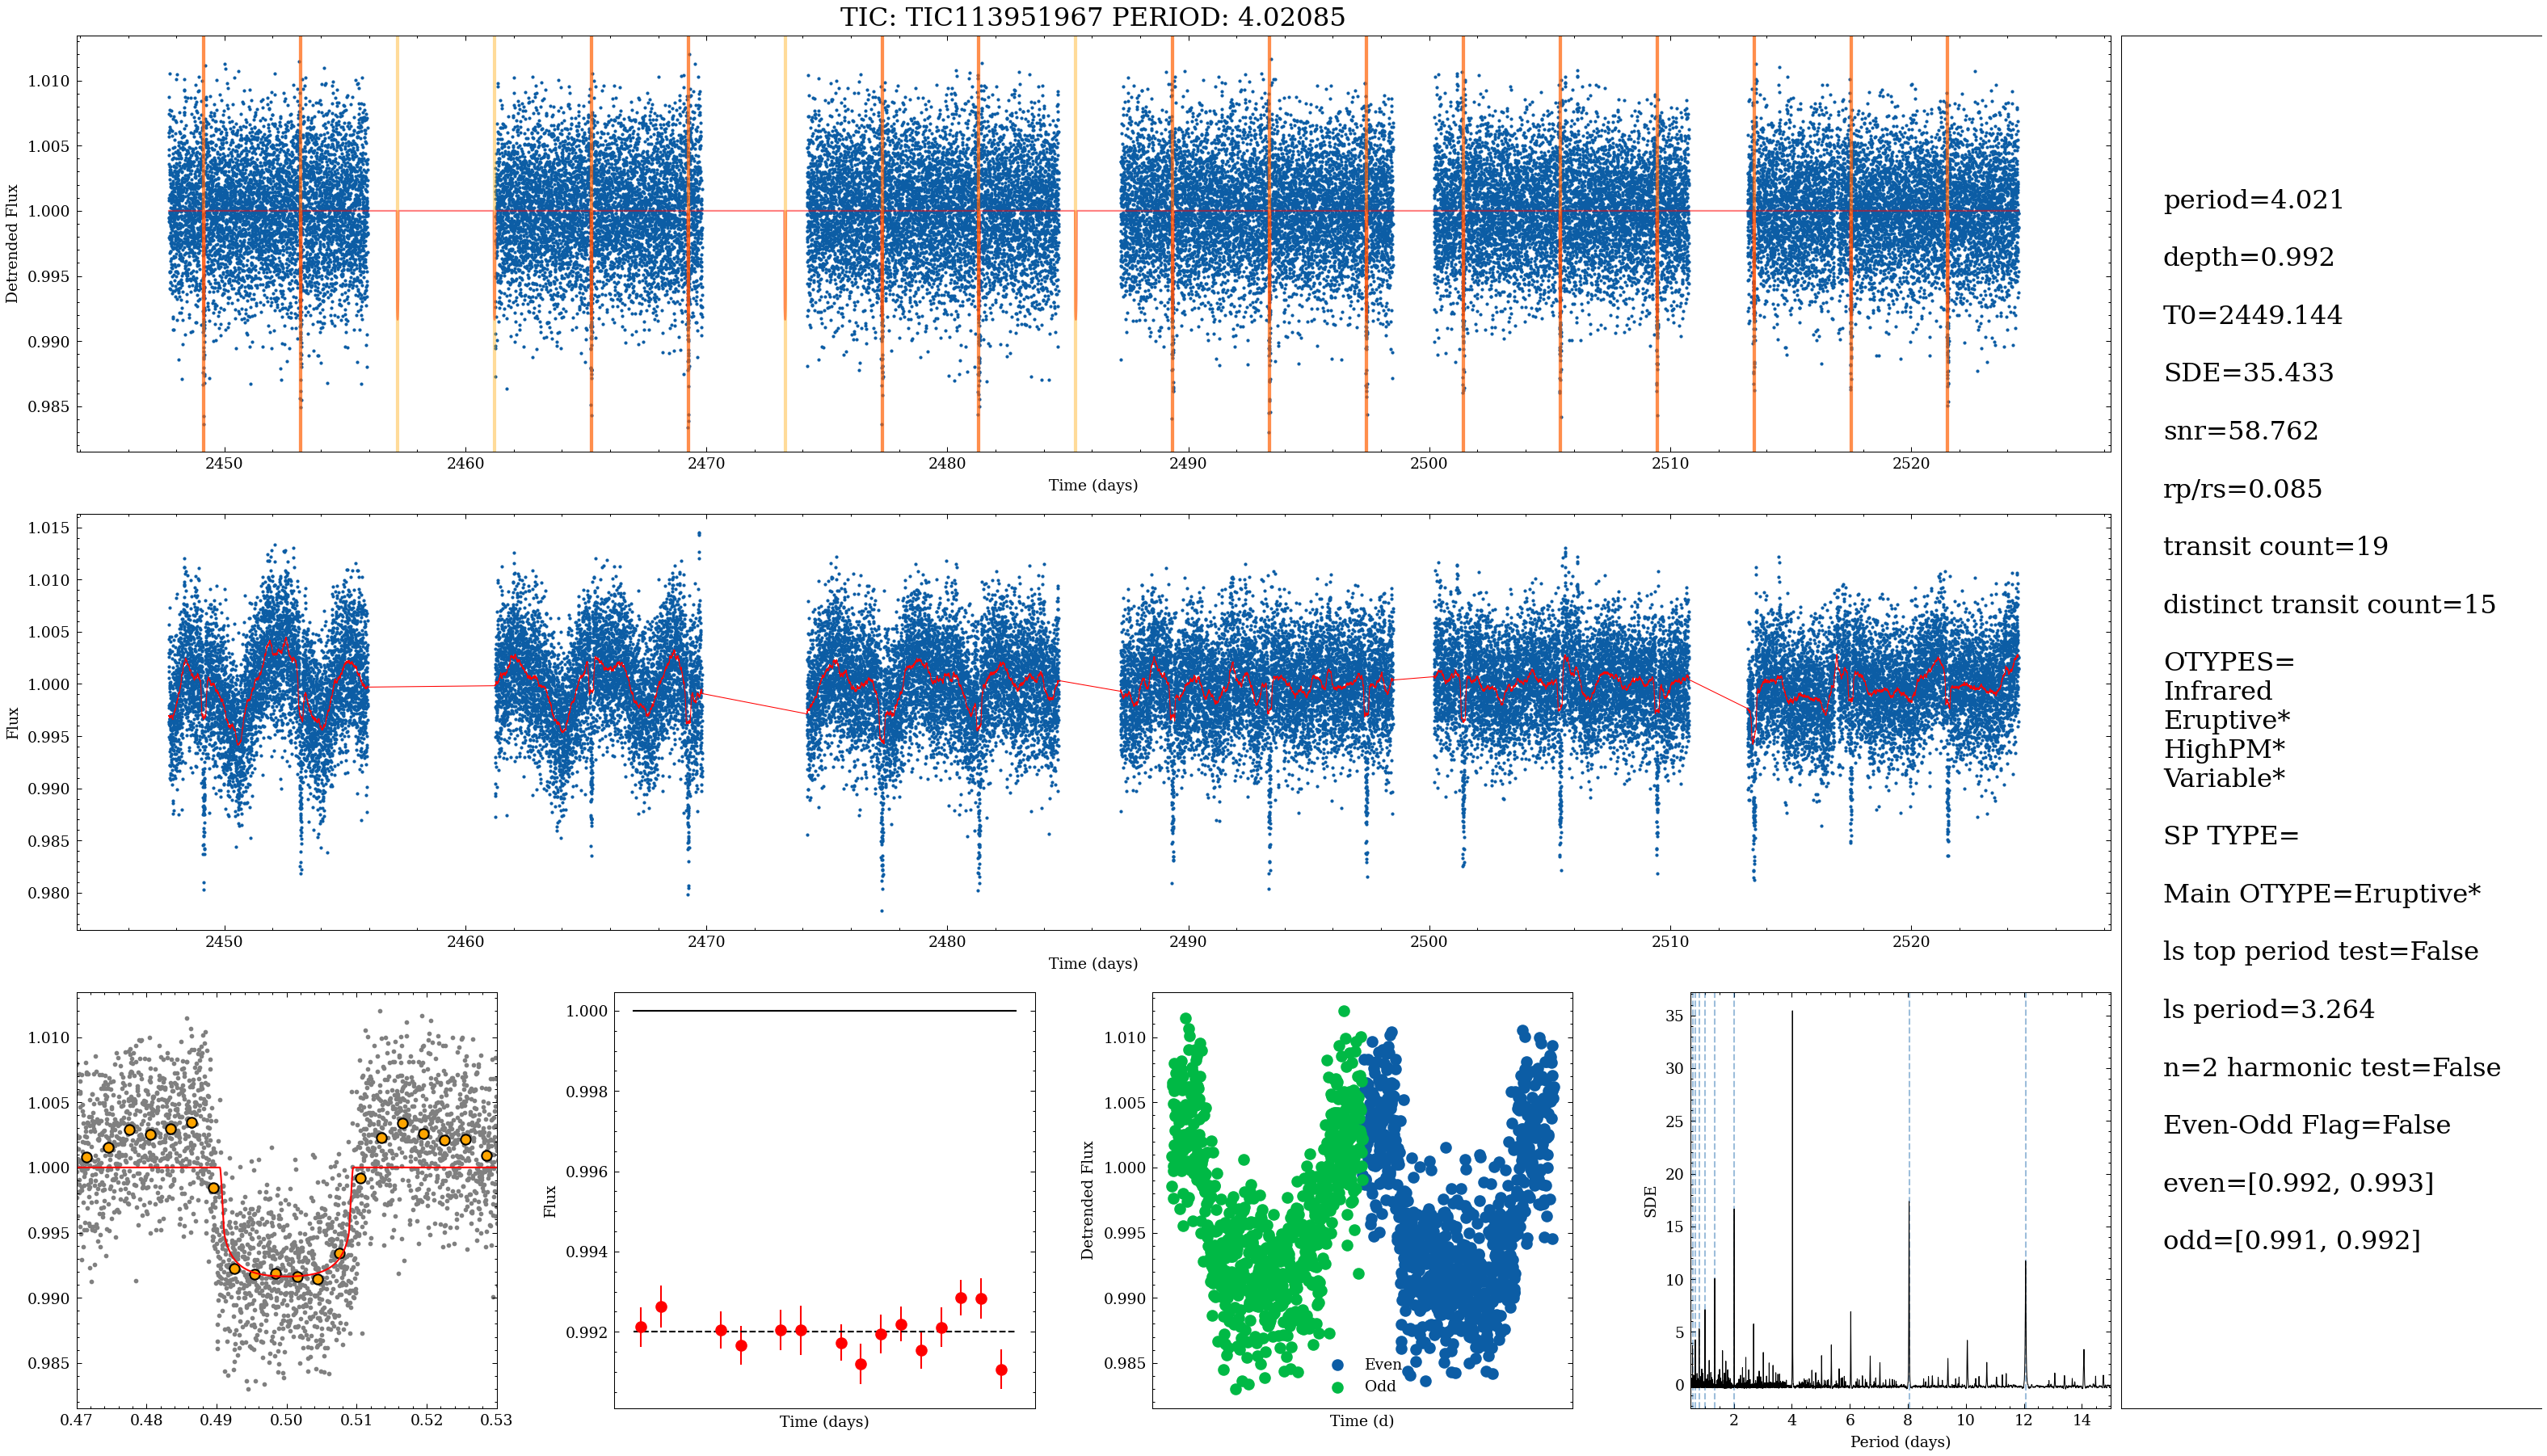 TIC: TIC113951967 PERIOD: 4.02085
1.010
1.005
1.000
0.995
0.990
0.985
Detrended Flux
2450 2460 2470 2480 2490 2500 2510 2520
Time (days)
1.015
1.010
1.005
1.000
0.995
0.990
0.985
0.980
Flux
2450 2460 2470 2480 2490 2500 2510 2520
Time (days)
1.010
1.005
1.000
0.995
0.990
0.985
0.47 0.48 0.49 0.50 0.51 0.52 0.53
1.000
0.998
0.996
0.994
0.992
Flux
Time (days)
1.010
1.005
1.000
0.995
0.990
0.985
Detrended Flux
Even
Odd
Time (d)
35
30
25
20
15
10
5
0
SDE
2 4 6 8 10 12 14
Period (days)
period=4.021
depth=0.992
T0=2449.144
SDE=35.433
snr=58.762
rp/rs=0.085
transit count=19
distinct transit count=15
OTYPES=
Infrared
Eruptive*
HighPM*
Variable*
SP TYPE=
Main OTYPE=Eruptive*
ls top period test=False
ls period=3.264
n=2 harmonic test=False
Even-Odd Flag=False
even=[0.992, 0.993]
odd=[0.991, 0.992]